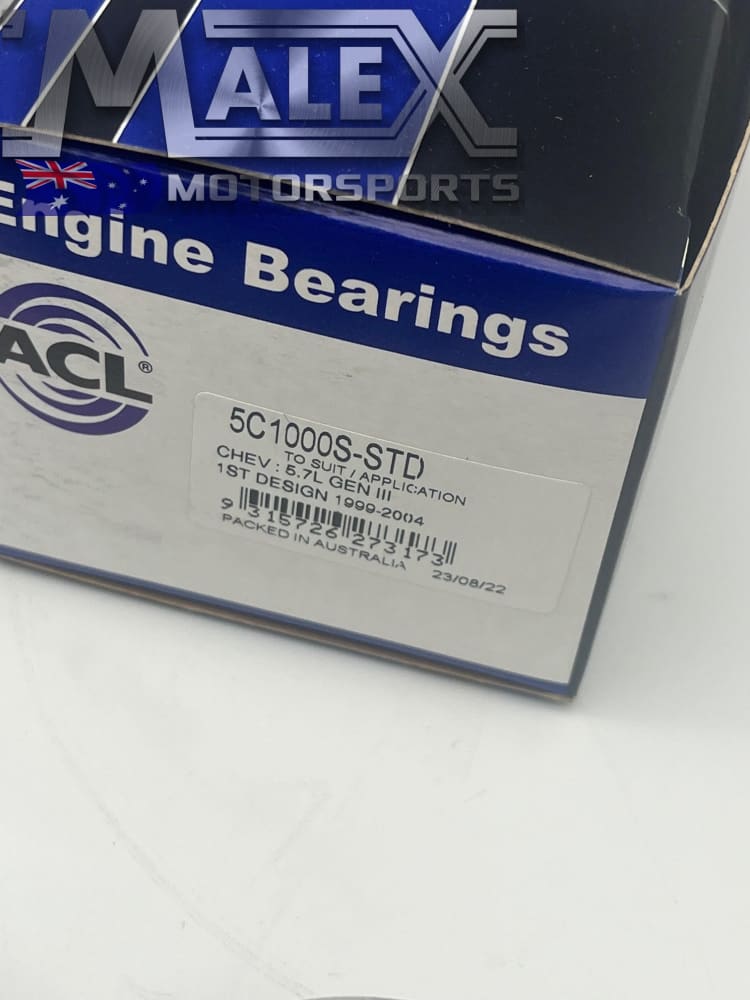 MALEX
MOTORSPORTS
Engine Bearings
ACL®
5C1000S-STD
TO SUIT / APPLICATION
CHEV : 5.7L GEN III
1ST DESIGN 1999-2004
9 315726 273173
PACKED IN AUSTRALIA 23/08/22